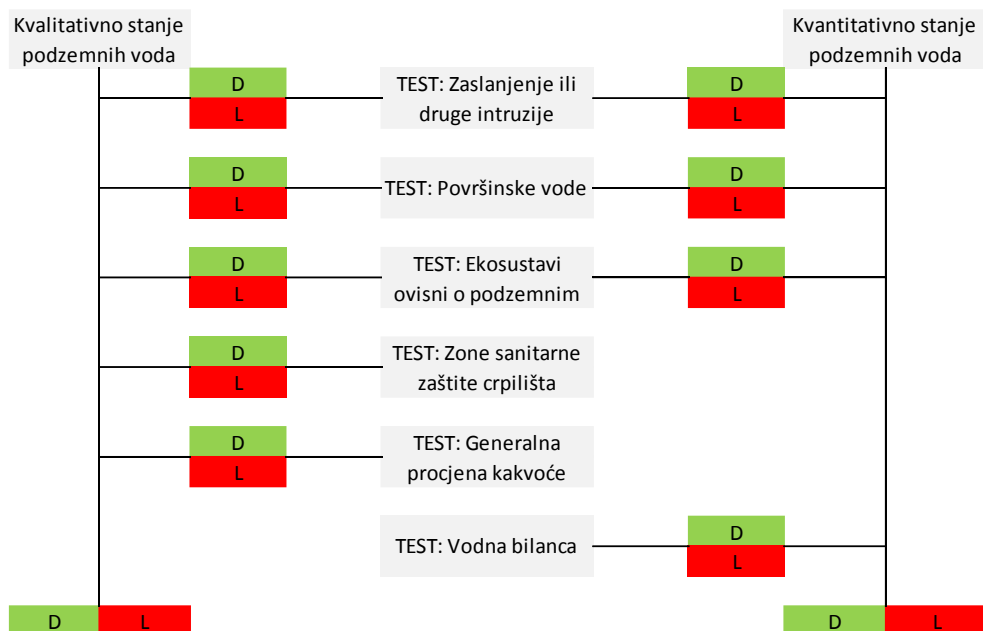 Kvalitativno stanje
podzemnih voda
Kvantitativno stanje
podzemnih voda
D
L
TEST: Zaslanjenje ili
druge intruzije
D
L
D
L
TEST: Površinske vode
D
L
D
L
TEST: Ekosustavi
ovisni o podzemnim
D
L
D
L
TEST: Zone sanitarne
zaštite crpilišta
D
L
TEST: Generalna
procjena kakvoće
TEST: Vodna bilanca
D
L
D L
D L